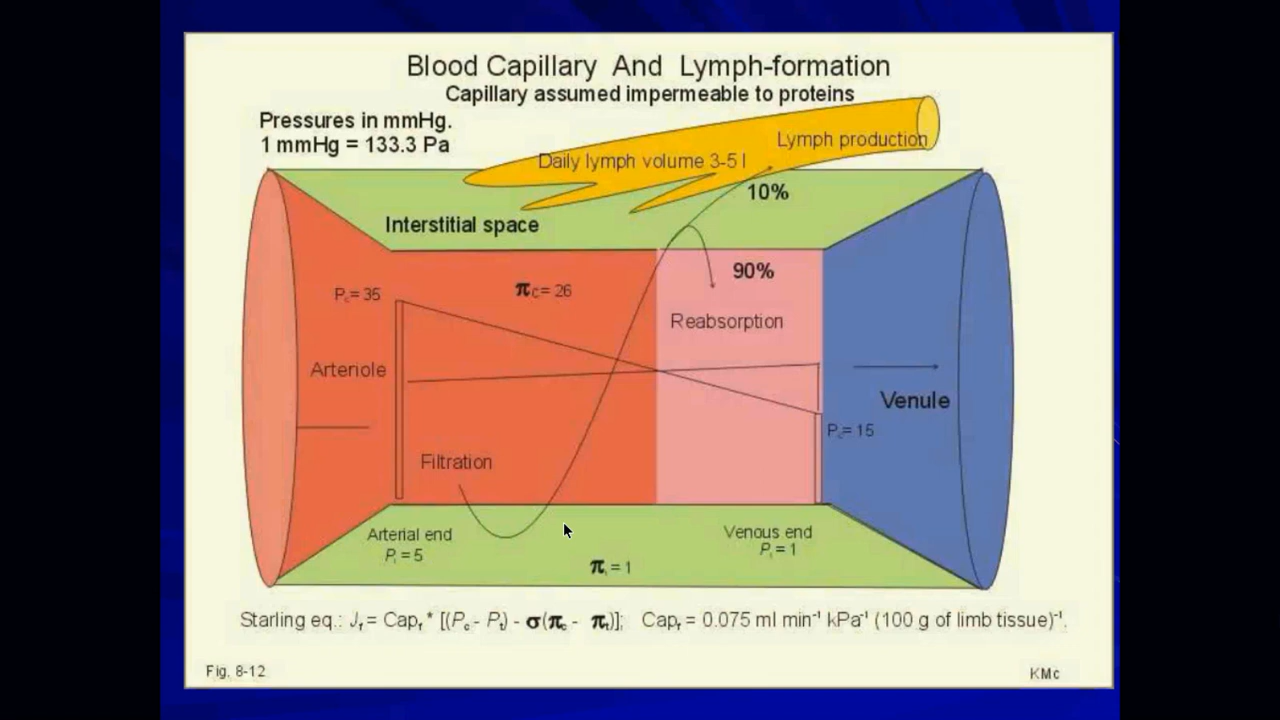 Blood Capillary And Lymph-formation
Capillary assumed impermeable to proteins
Pressures in mmHg.
1 mmHg = 133.3 Pa
Lymph production
Daily lymph volume 3-5 l
10%
Interstitial space
90%
Pc= 35
πc= 26
Reabsorption
Arteriole
Venule
Pc= 15
Filtration
Arterial end
Pi = 5
Venous end
Pi = 1
πi = 1
Starling eq.: Jf = Capf * [(Pc - Pt) - σ(πc - πt)]; Capf = 0.075 ml min⁻¹ kPa⁻¹ (100 g of limb tissue)⁻¹.
Fig. 8-12
KMc